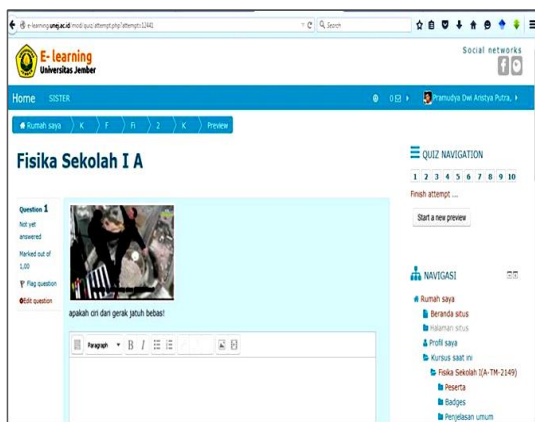 e-learning.unej.ac.id/mod/quiz/attempt.php?attempt=12441
Search
E- learning
Universitas Jember
Social networks
Home SISTER
0
Pramudya Dwi Aristya Putra,
Rumah saya K F Fi 2 K Preview
Fisika Sekolah I A
Question 1
Not yet
answered
Marked out of
1,00
Flag question
Edit question
apakah ciri dari gerak jatuh bebas!
Paragraph B I
QUIZ NAVIGATION
1 2 3 4 5 6 7 8 9 10
Finish attempt ...
Start a new preview
NAVIGASI
Rumah saya
Beranda situs
Halaman situs
Profil saya
Kursus saat ini
Fisika Sekolah I(A-TM-2149)
Peserta
Badges
Penjelasan umum